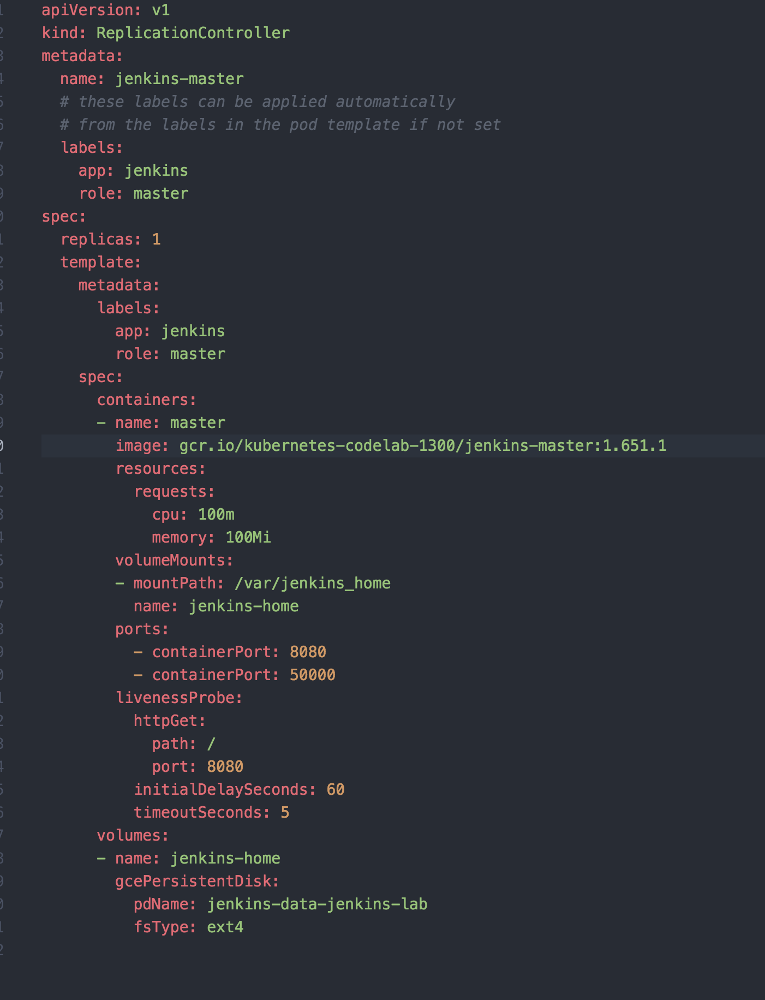 apiVersion: v1
kind: ReplicationController
metadata:
  name: jenkins-master
  # these labels can be applied automatically
  # from the labels in the pod template if not set
  labels:
    app: jenkins
    role: master
spec:
  replicas: 1
  template:
    metadata:
      labels:
        app: jenkins
        role: master
    spec:
      containers:
      - name: master
        image: gcr.io/kubernetes-codelab-1300/jenkins-master:1.651.1
        resources:
          requests:
            cpu: 100m
            memory: 100Mi
        volumeMounts:
        - mountPath: /var/jenkins_home
          name: jenkins-home
        ports:
          - containerPort: 8080
          - containerPort: 50000
        livenessProbe:
          httpGet:
            path: /
            port: 8080
          initialDelaySeconds: 60
          timeoutSeconds: 5
      volumes:
      - name: jenkins-home
        gcePersistentDisk:
          pdName: jenkins-data-jenkins-lab
          fsType: ext4